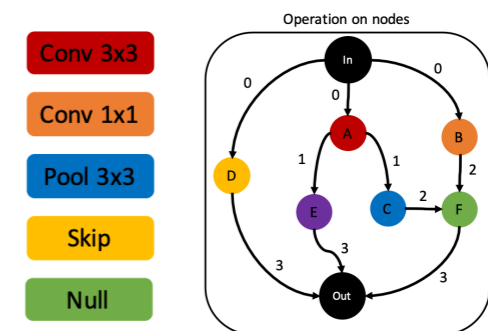 Operation on nodes
Conv 3x3
Conv 1x1
Pool 3x3
Skip
Null
In
0
0
0
A
B
D
1
1
2
E
C
2
F
3
3
3
Out